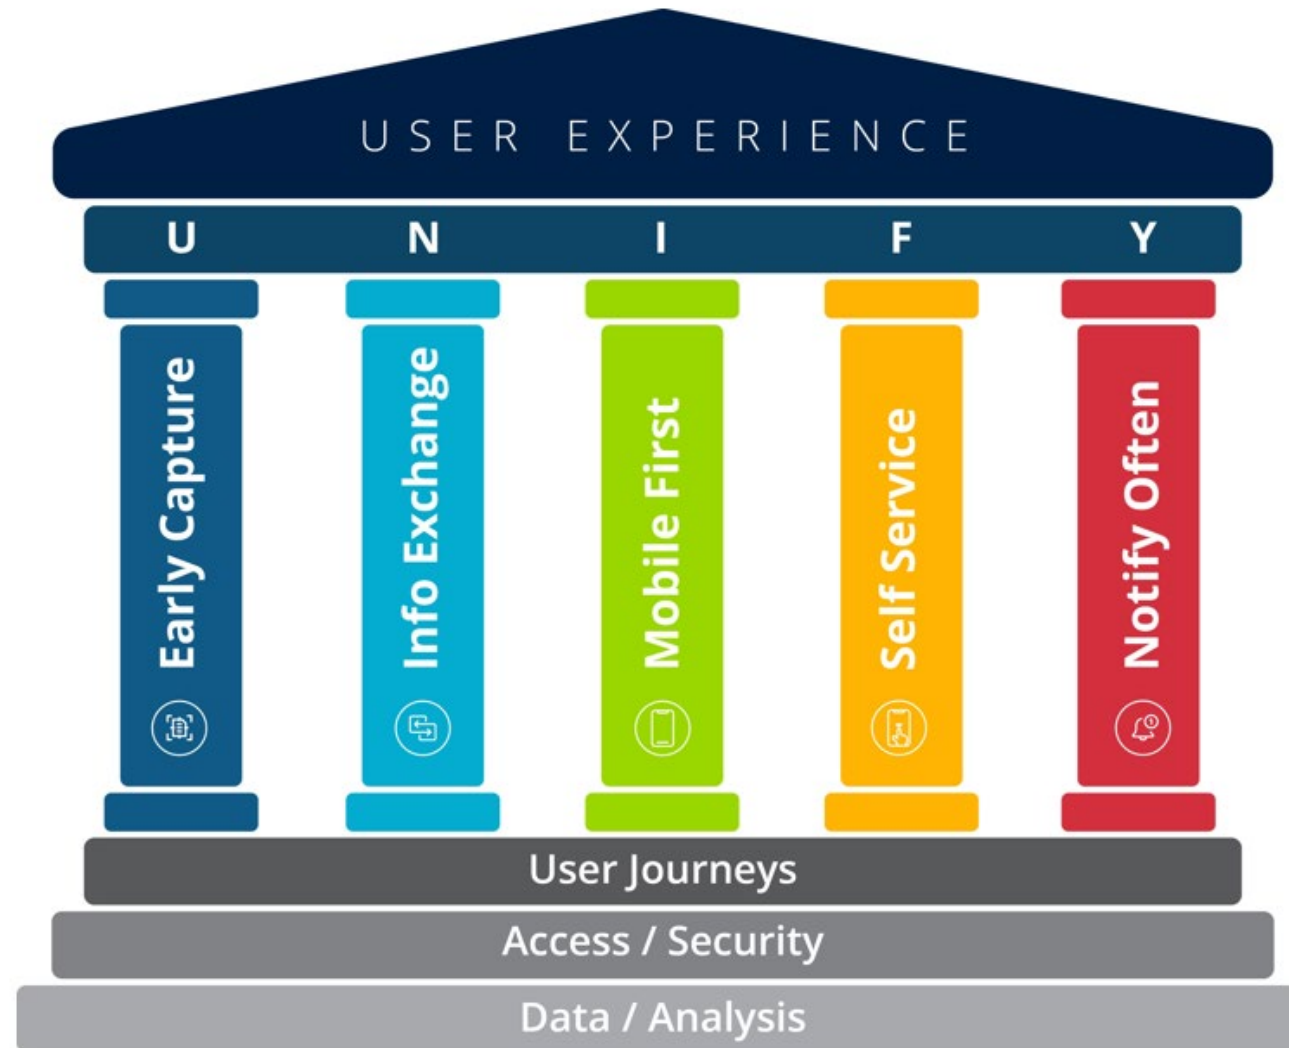 USER EXPERIENCE
U N I F Y
Early Capture
Info Exchange
Mobile First
Self Service
Notify Often
User Journeys
Access / Security
Data / Analysis